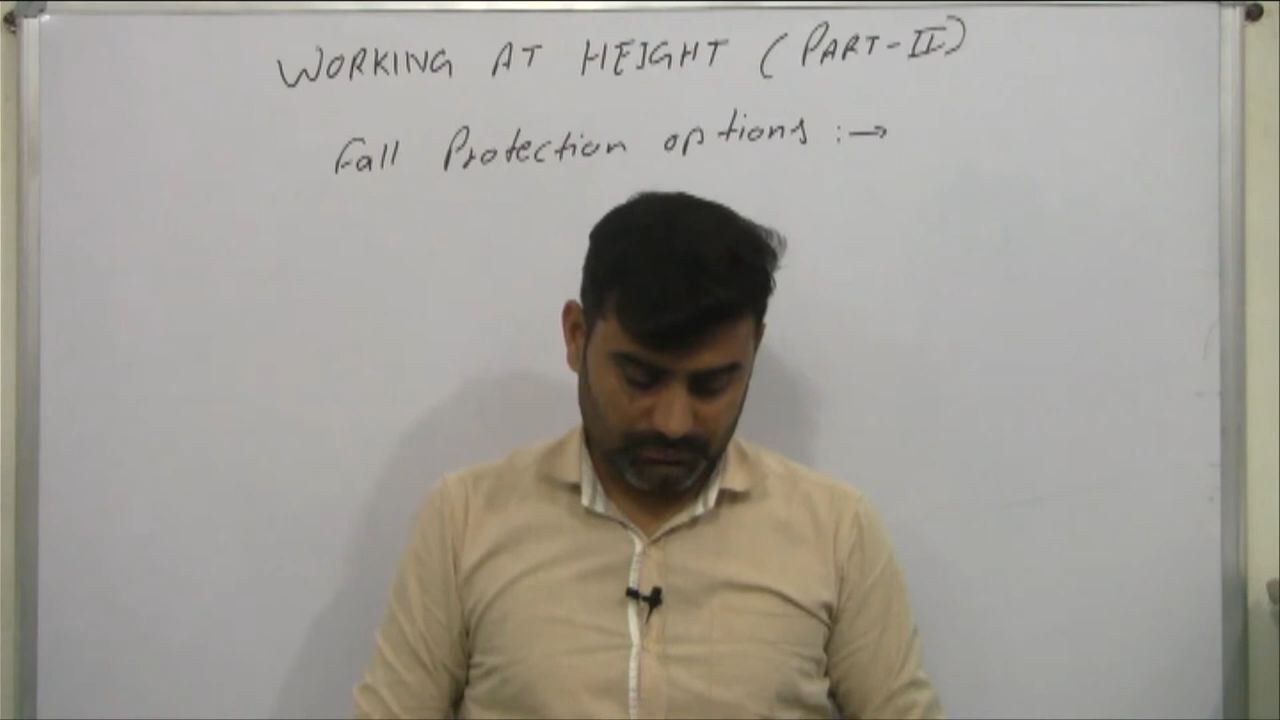 WORKING AT HEIGHT (PART-II)
Fall Protection options :→